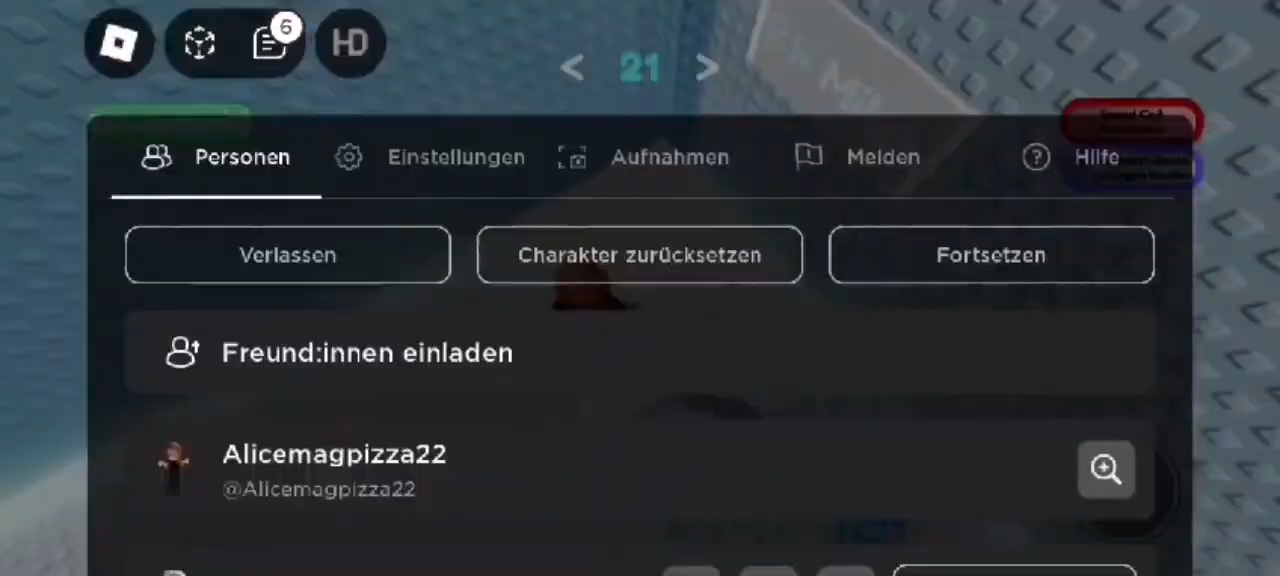 6
HD
< 21 >
Personen
Einstellungen
Aufnahmen
Melden
Hilfe
Verlassen
Charakter zurücksetzen
Fortsetzen
Freund:innen einladen
Alicemagpizza22
@Alicemagpizza22